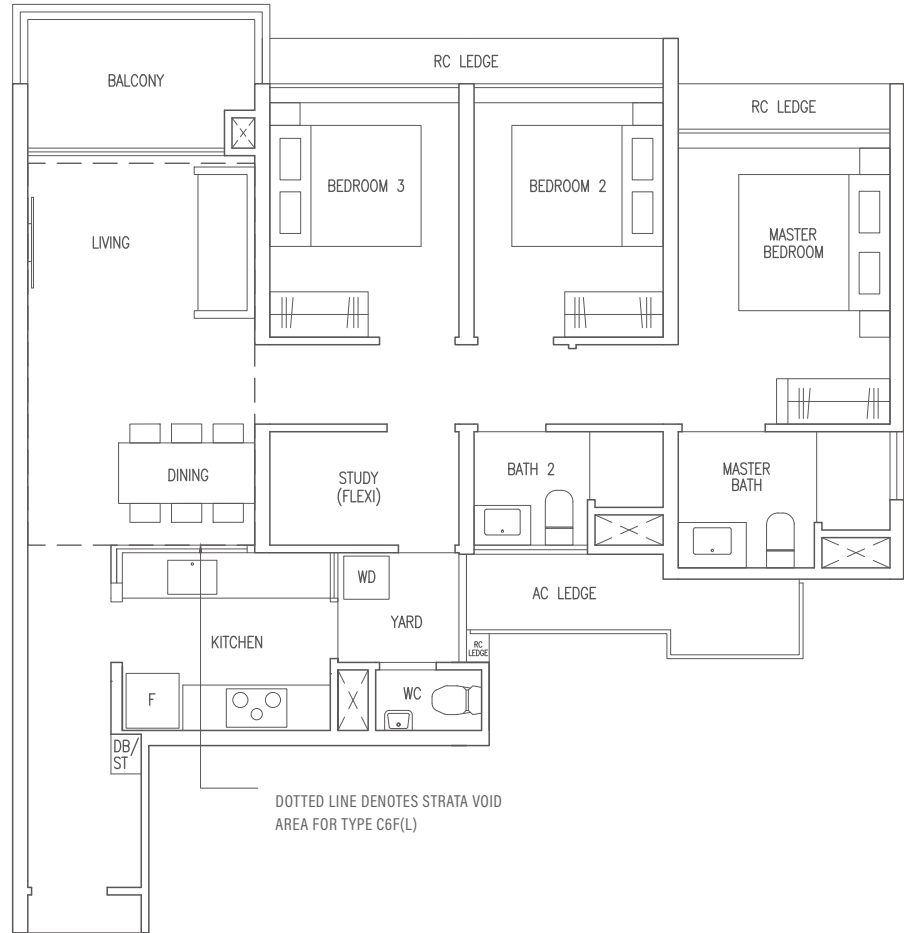 RC LEDGE
BALCONY
RC LEDGE
BEDROOM 3
BEDROOM 2
LIVING
MASTER
BEDROOM
DINING
STUDY
(FLEXI)
BATH 2
MASTER
BATH
WD
AC LEDGE
YARD
KITCHEN
RC
LEDGE
F
WC
DB/
ST
DOTTED LINE DENOTES STRATA VOID
AREA FOR TYPE C6F(L)